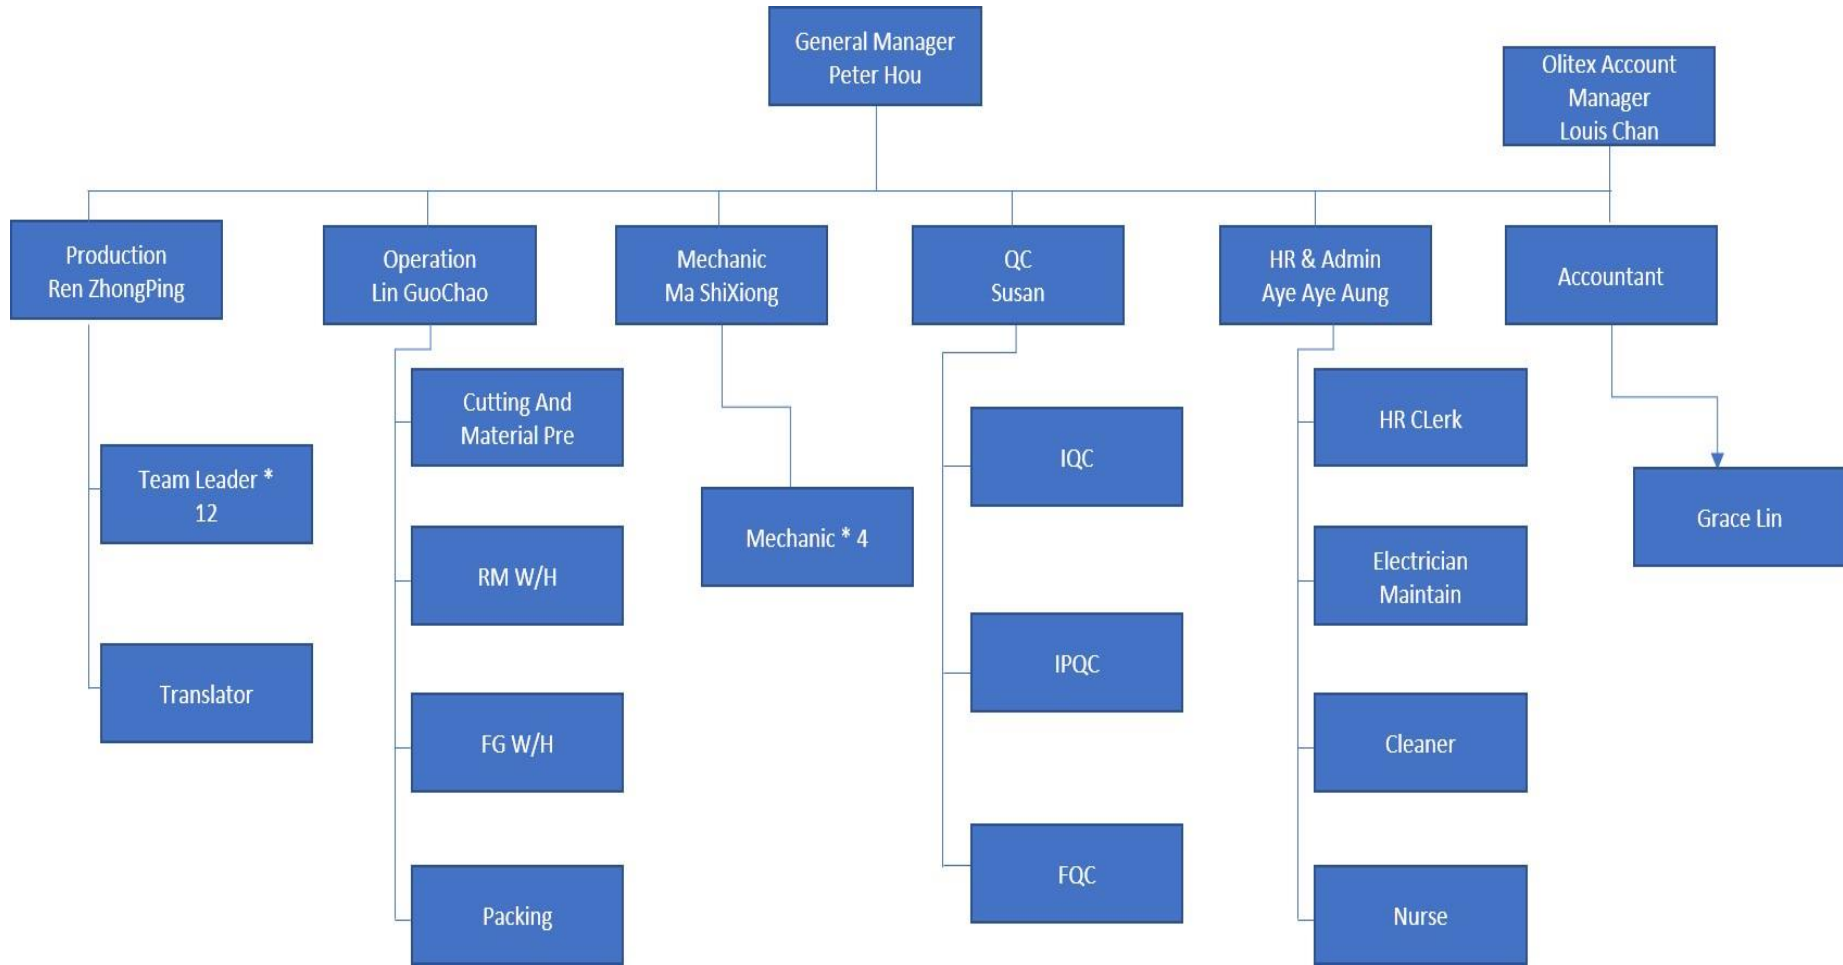 General Manager
Peter Hou
Olitex Account
Manager
Louis Chan
Production
Ren ZhongPing
Operation
Lin GuoChao
Mechanic
Ma ShiXiong
QC
Susan
HR & Admin
Aye Aye Aung
Accountant
Team Leader *
12
Translator
Cutting And
Material Pre
RM W/H
FG W/H
Packing
Mechanic * 4
IQC
IPQC
FQC
HR CLerk
Electrician
Maintain
Cleaner
Nurse
Grace Lin